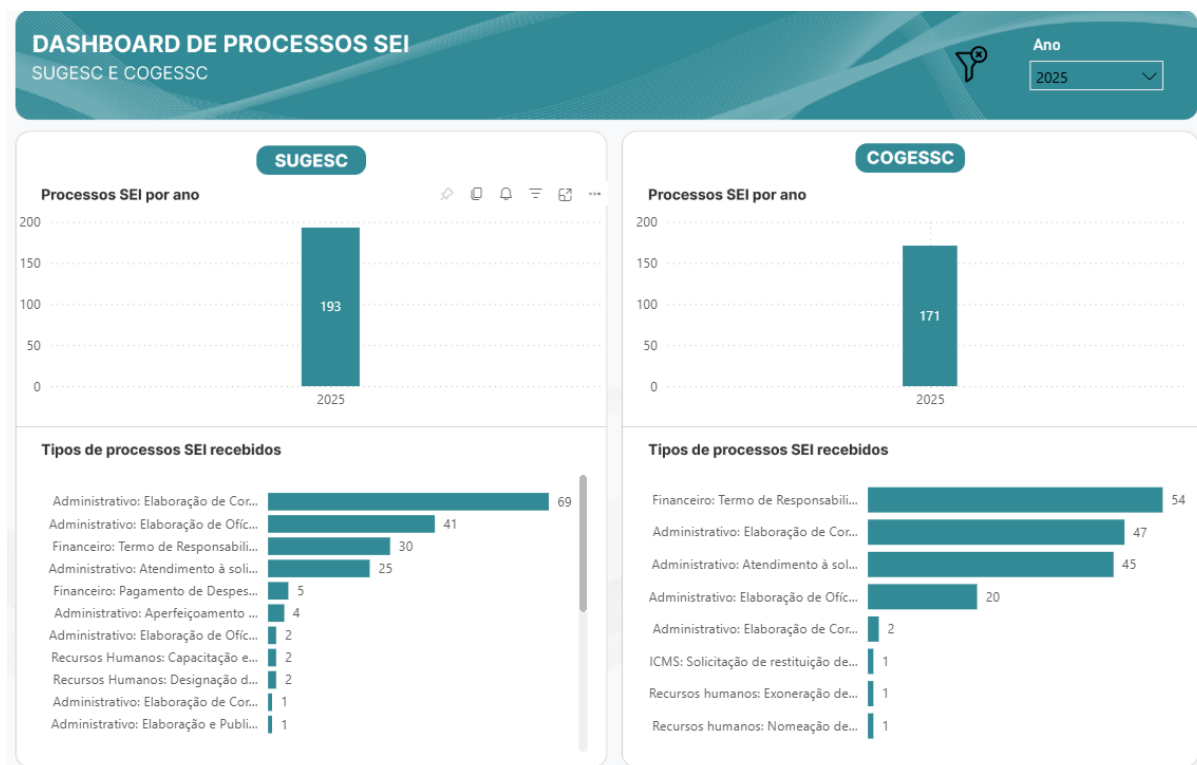 DASHBOARD DE PROCESSOS SEI
SUGESC E COGESSC
Ano
2025
SUGESC
Processos SEI por ano
200
150
100
50
0
193
2025
Tipos de processos SEI recebidos
Administrativo: Elaboração de Cor... 69
Administrativo: Elaboração de Ofíc... 41
Financeiro: Termo de Responsabili... 30
Administrativo: Atendimento à soli... 25
Financeiro: Pagamento de Despes... 5
Administrativo: Aperfeiçoamento ... 4
Administrativo: Elaboração de Ofíc... 2
Recursos Humanos: Capacitação e... 2
Recursos Humanos: Designação d... 2
Administrativo: Elaboração de Cor... 1
Administrativo: Elaboração e Publi... 1
COGESSC
Processos SEI por ano
200
150
100
50
0
171
2025
Tipos de processos SEI recebidos
Financeiro: Termo de Responsabili... 54
Administrativo: Elaboração de Cor... 47
Administrativo: Atendimento à sol... 45
Administrativo: Elaboração de Ofíc... 20
Administrativo: Elaboração de Cor... 2
ICMS: Solicitação de restituição de... 1
Recursos humanos: Exoneração de... 1
Recursos humanos: Nomeação de... 1